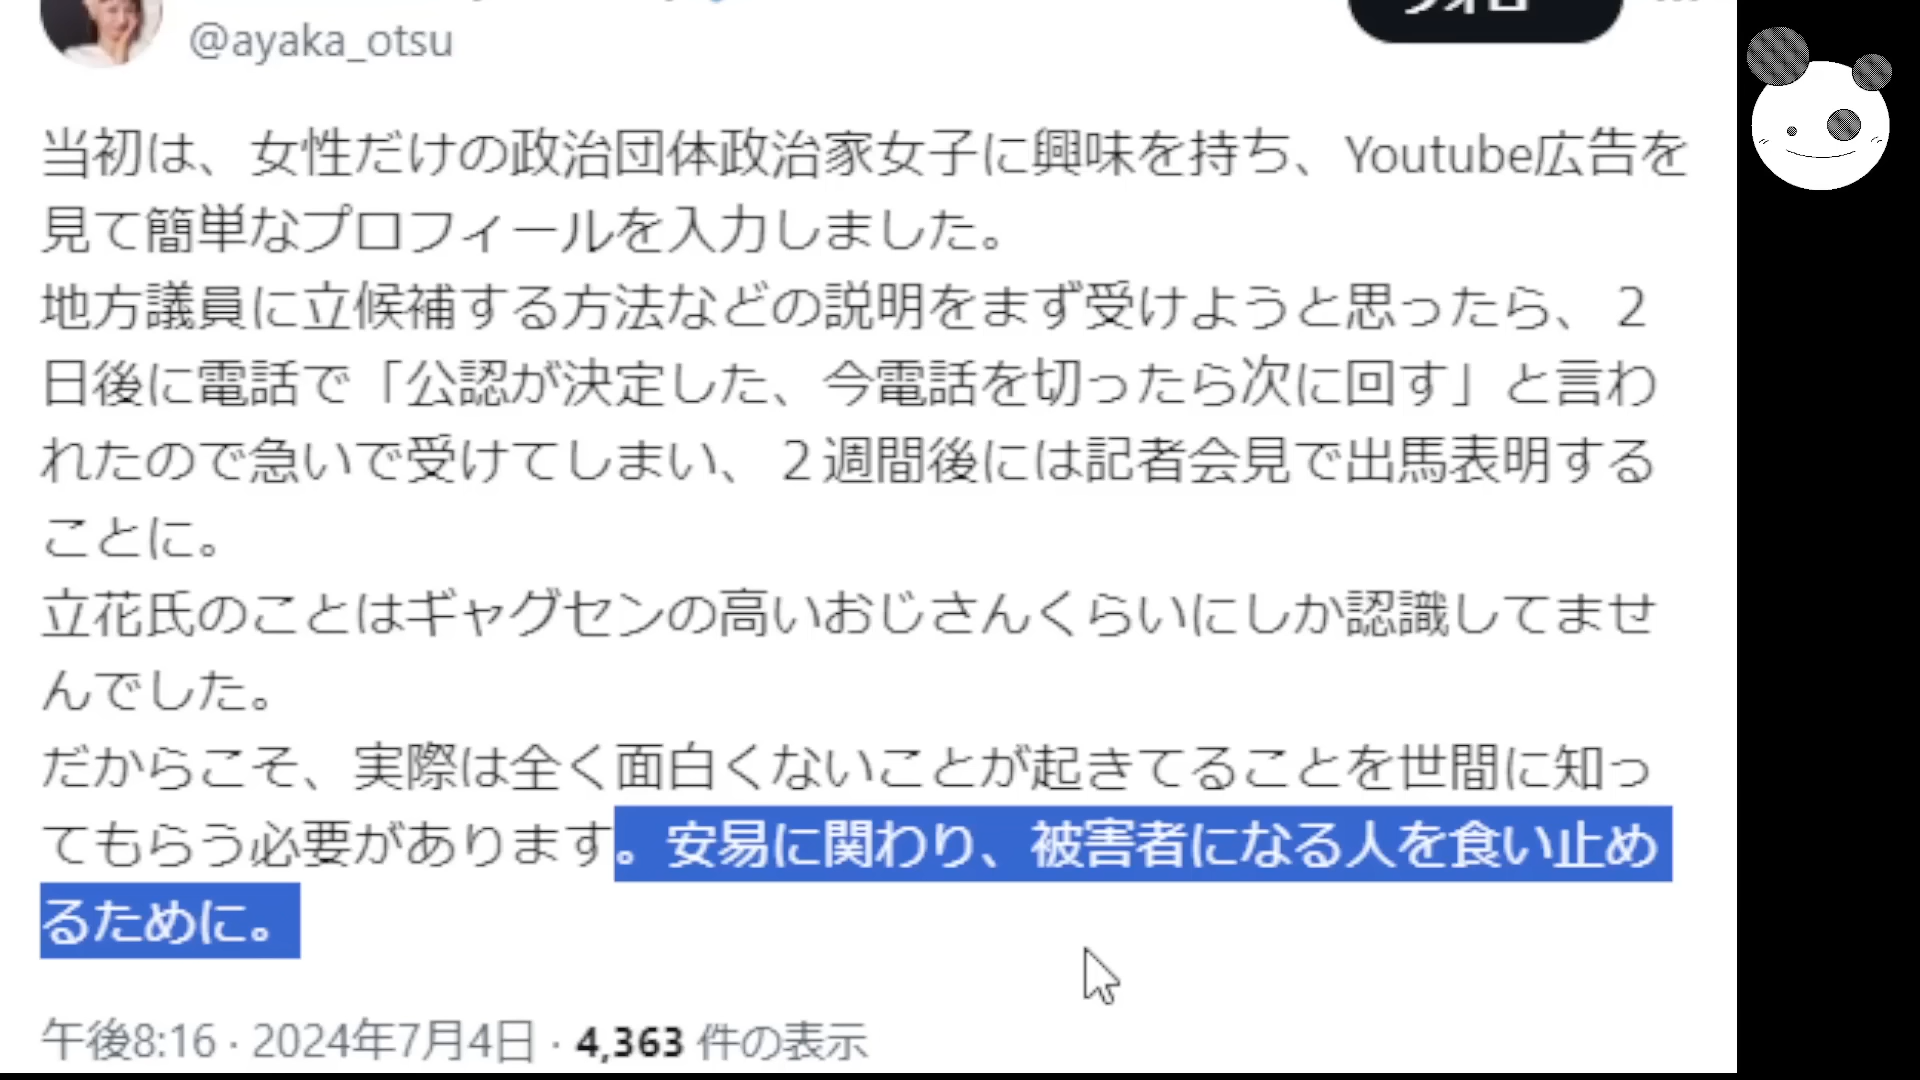 @ayaka_otsu
フォロー
当初は、女性だけの政治団体政治家女子に興味を持ち、Youtube広告を
見て簡単なプロフィールを入力しました。
地方議員に立候補する方法などの説明をまず受けようと思ったら、２
日後に電話で「公認が決定した、今電話を切ったら次に回す」と言わ
れたので急いで受けてしまい、２週間後には記者会見で出馬表明する
ことに。
立花氏のことはギャグセンの高いおじさんくらいにしか認識してませ
んでした。
だからこそ、実際は全く面白くないことが起きてることを世間に知っ
てもらう必要があります。安易に関わり、被害者になる人を食い止め
るために。
午後8:16 · 2024年7月4日 · 4,363 件の表示